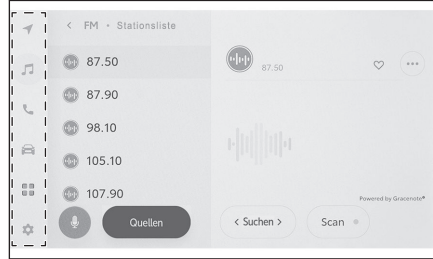 < FM • Stationsliste
87.50
87.90
98.10
105.10
107.90
Quellen
87.50
Powered by Gracenote®
< Suchen >
Scan